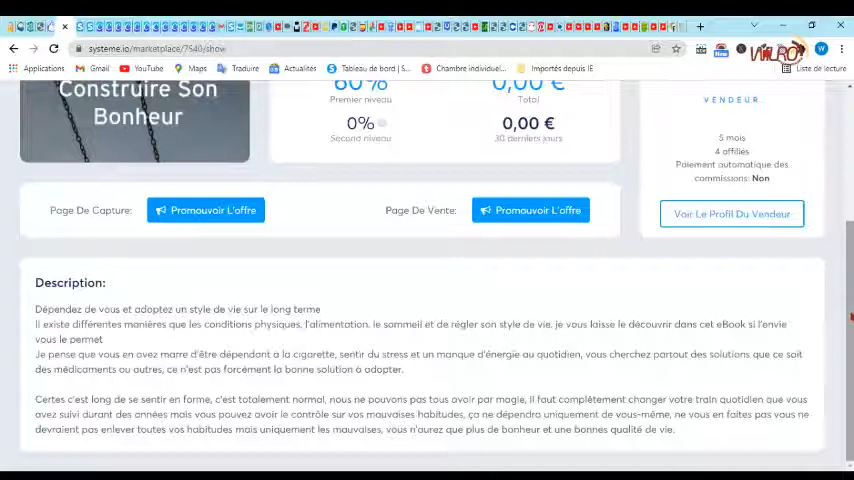 systeme.io/marketplace/7540/show
Applications Gmail YouTube Maps Traduire Actualités Tableau de bord | S... Chambre individuel... Importés depuis IE Liste de lecture
Construire Son
Bonheur
60%
Premier niveau
0%
Second niveau
0,00 €
Total
0,00 €
30 derniers jours
VENDEUR
5 mois
4 affiliés
Paiement automatique des
commissions: Non
Voir Le Profil Du Vendeur
Page De Capture: Promouvoir L'offre
Page De Vente: Promouvoir L'offre
Description:
Dépendez de vous et adoptez un style de vie sur le long terme
Il existe différentes manières que les conditions physiques, l'alimentation, le sommeil et de régler son style de vie, je vous laisse le découvrir dans cet eBook si l'envie
vous le permet
Je pense que vous en avez marre d'être dépendant à la cigarette, sentir du stress et un manque d'énergie au quotidien, vous cherchez partout des solutions que ce soit
des médicaments ou autres, ce n'est pas forcément la bonne solution à adopter.
Certes c'est long de se sentir en forme, c'est totalement normal, nous ne pouvons pas tous avoir par magie, il faut complètement changer votre train quotidien que vous
avez suivi durant des années mais vous pouvez avoir le contrôle sur vos mauvaises habitudes, ça ne dépendra uniquement de vous-même, ne vous en faites pas vous ne
devraient pas enlever toutes vos habitudes mais uniquement les mauvaises, vous n'aurez que plus de bonheur et une bonnes qualité de vie.